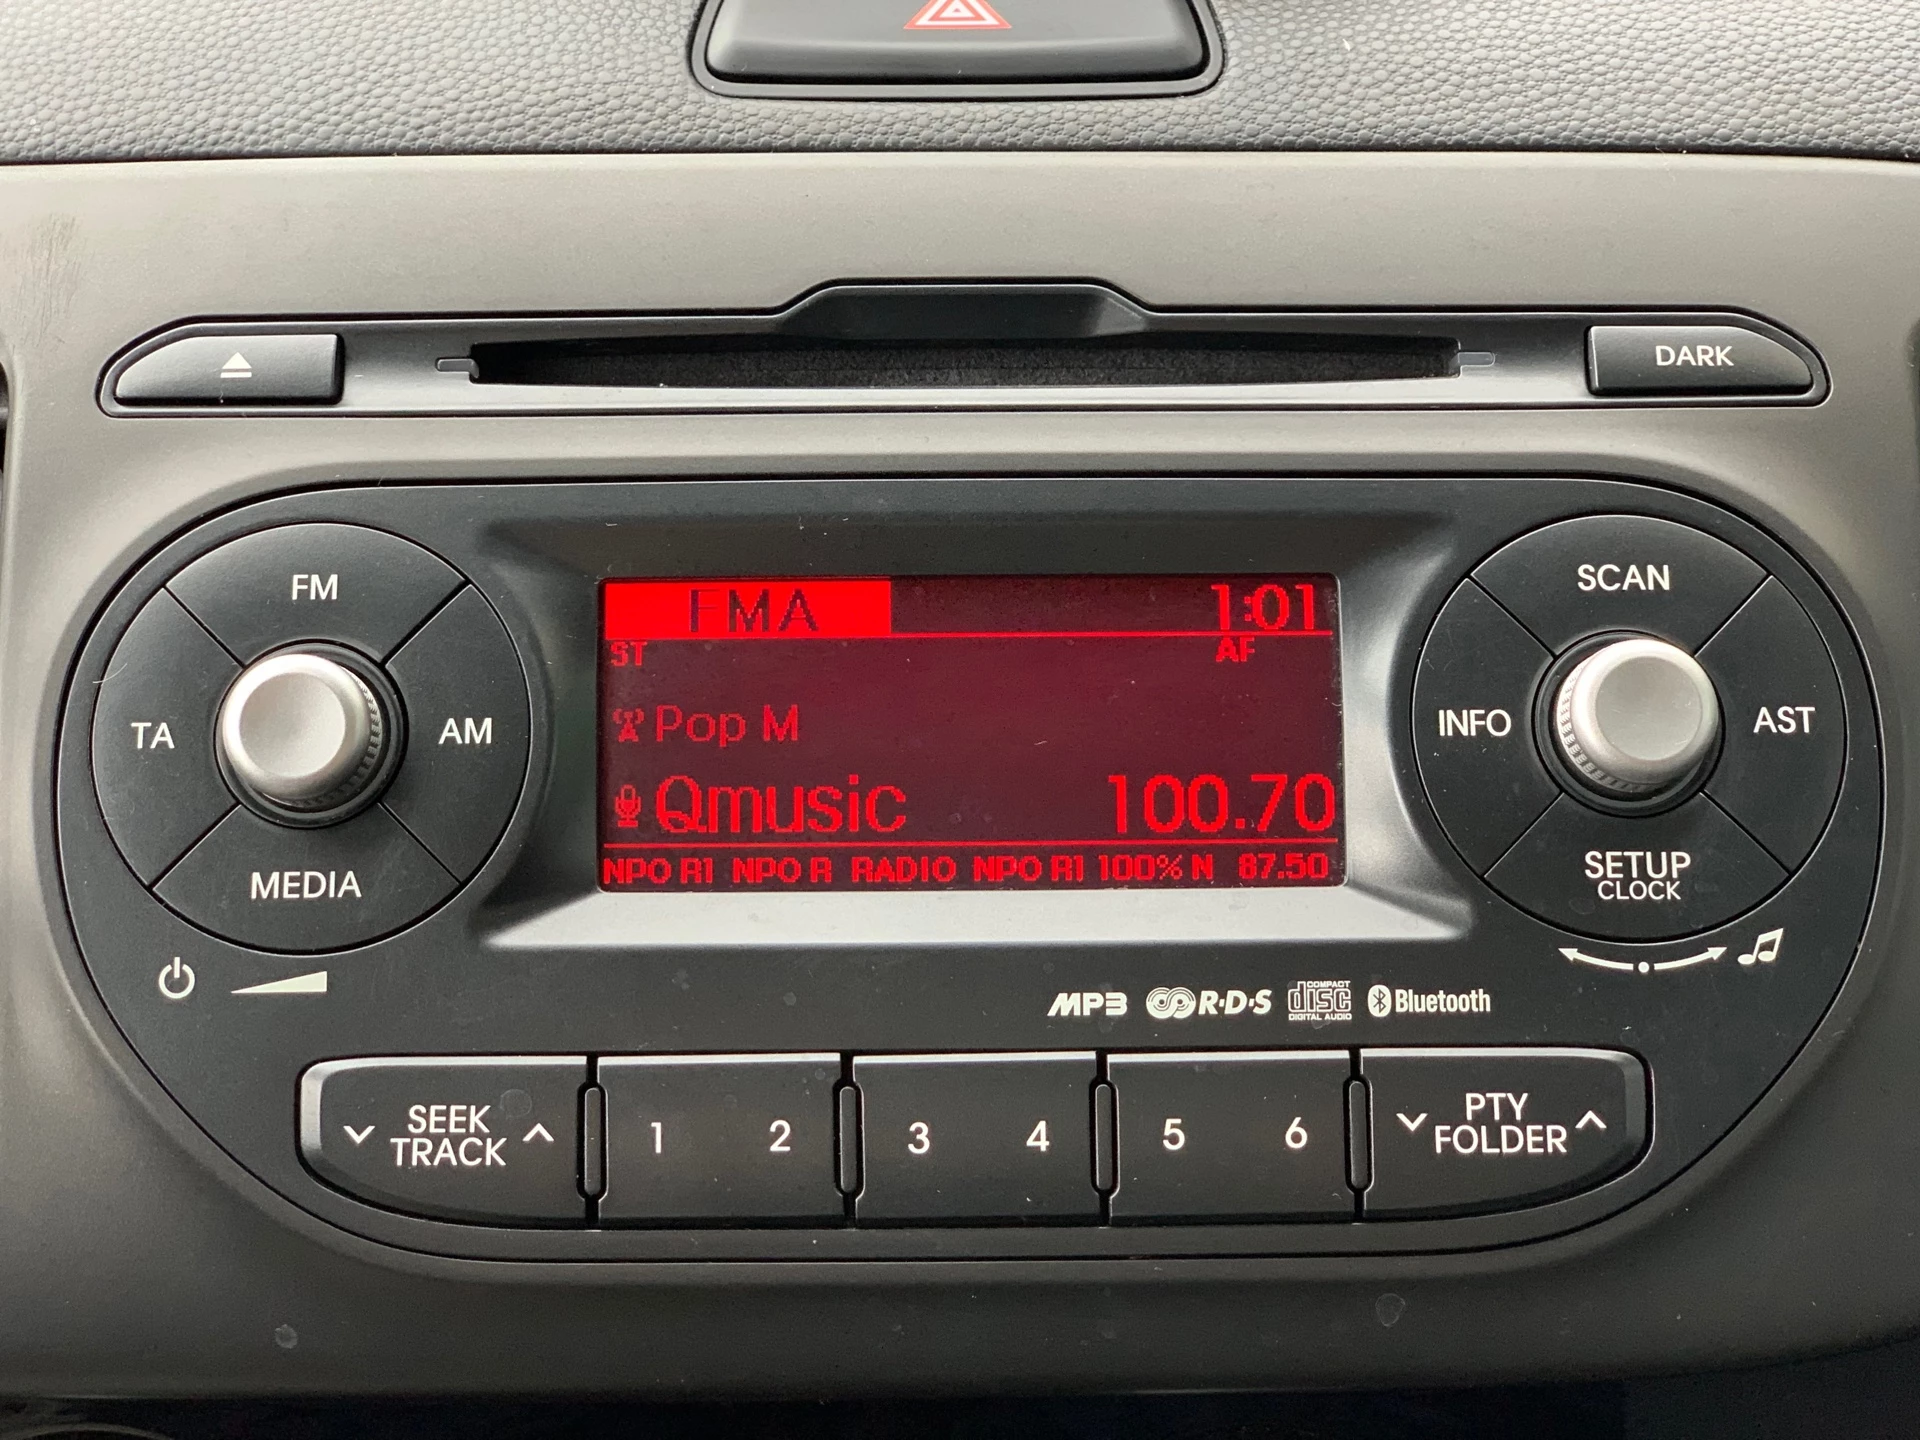 DARK
FM
TA
AM
MEDIA
FMA 1:01
ST AF
Pop M
Qmusic 100.70
NPO R1 NPO R RADIO NPO R1 100% N 87.50
SCAN
INFO
AST
SETUP
CLOCK
MP3 R·D·S COMPACT disc DIGITAL AUDIO Bluetooth
SEEK
TRACK
1 2 3 4 5 6
PTY
FOLDER